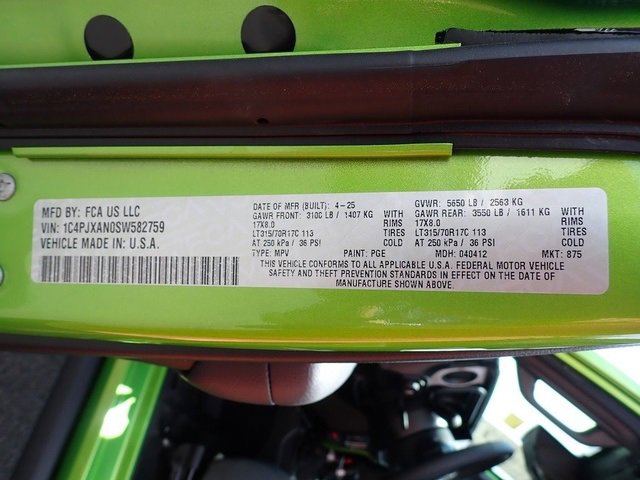 MFD BY: FCA US LLC
VIN: 1C4PJXAN0SW582759
VEHICLE MADE IN: U.S.A.
DATE OF MFR (BUILT): 4-25
GAWR FRONT: 3100 LB / 1407 KG
17X8.0 RIMS
LT315/70R17C 113 TIRES
AT 250 kPa / 36 PSI COLD
TYPE: MPV PAINT: PGE
GVWR: 5650 LB / 2563 KG
GAWR REAR: 3550 LB / 1611 KG
17X8.0 RIMS
LT315/70R17C 113 TIRES
AT 250 kPa / 36 PSI COLD
MDH: 040412 MKT: 875
THIS VEHICLE CONFORMS TO ALL APPLICABLE U.S.A. FEDERAL MOTOR VEHICLE
SAFETY AND THEFT PREVENTION STANDARDS IN EFFECT ON THE DATE OF
MANUFACTURE SHOWN ABOVE.